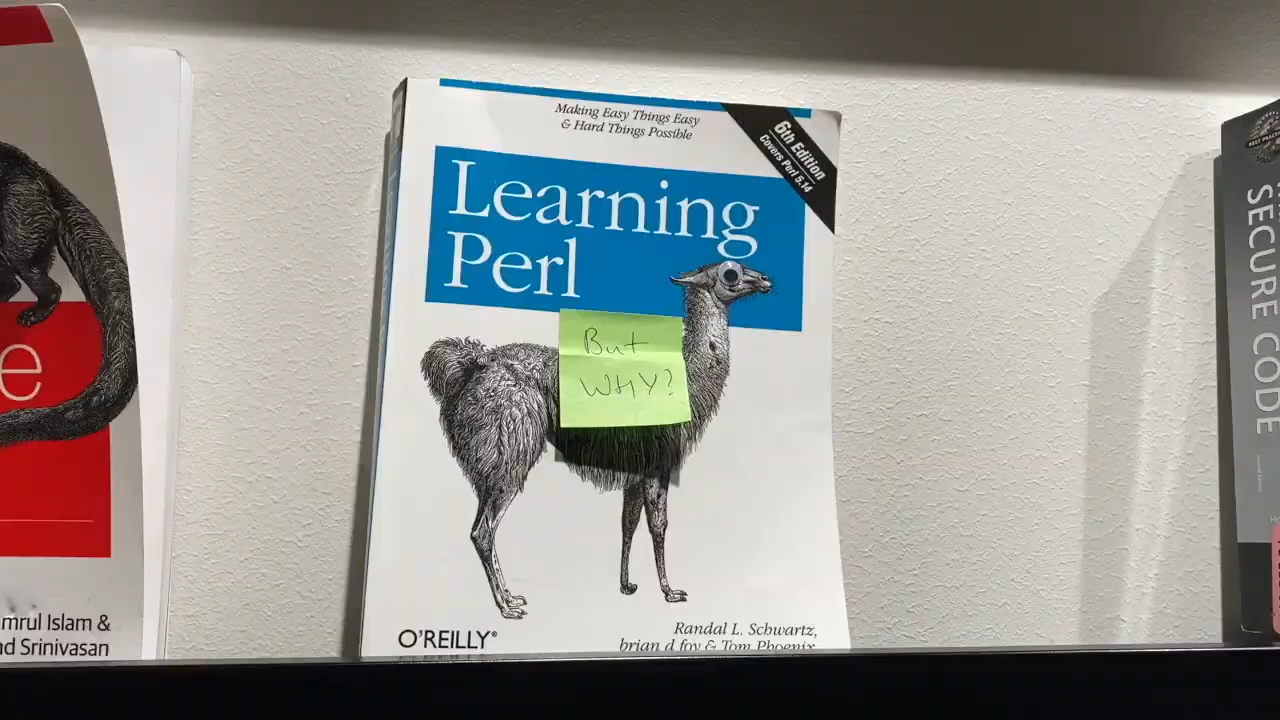 Making Easy Things Easy
& Hard Things Possible
6th Edition
Covers Perl 5.14
Learning
Perl
But
WHY?
O'REILLY®
Randal L. Schwartz,
brian d foy & Tom Phoenix
e
mrul Islam &
nd Srinivasan
SECURE CODE